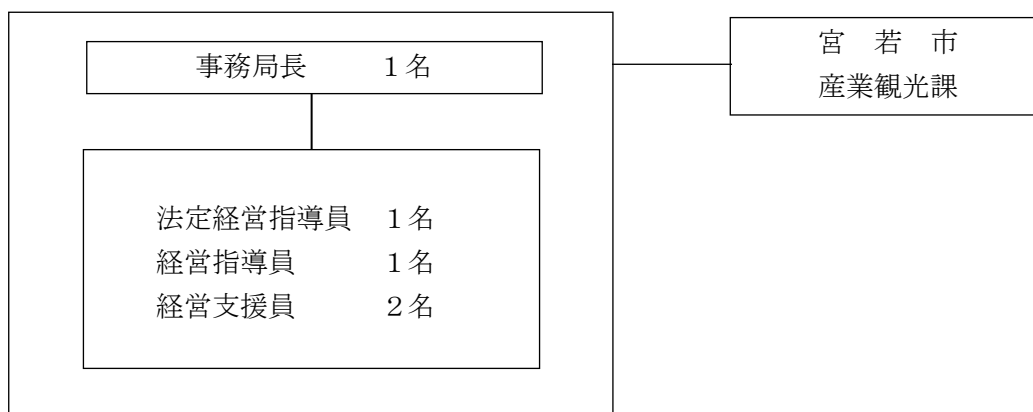 事務局長　　１名
宮　若　市
産業観光課
法定経営指導員　１名
経営指導員　　　１名
経営支援員　　　２名